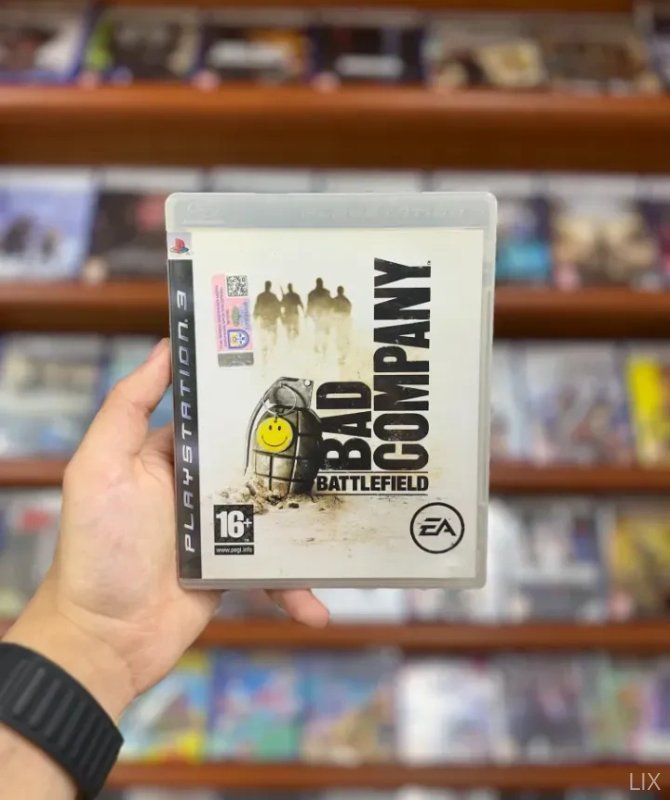 PLAYSTATION 3
BAD
COMPANY
BATTLEFIELD
16+
www.pegi.info
EA
LIX